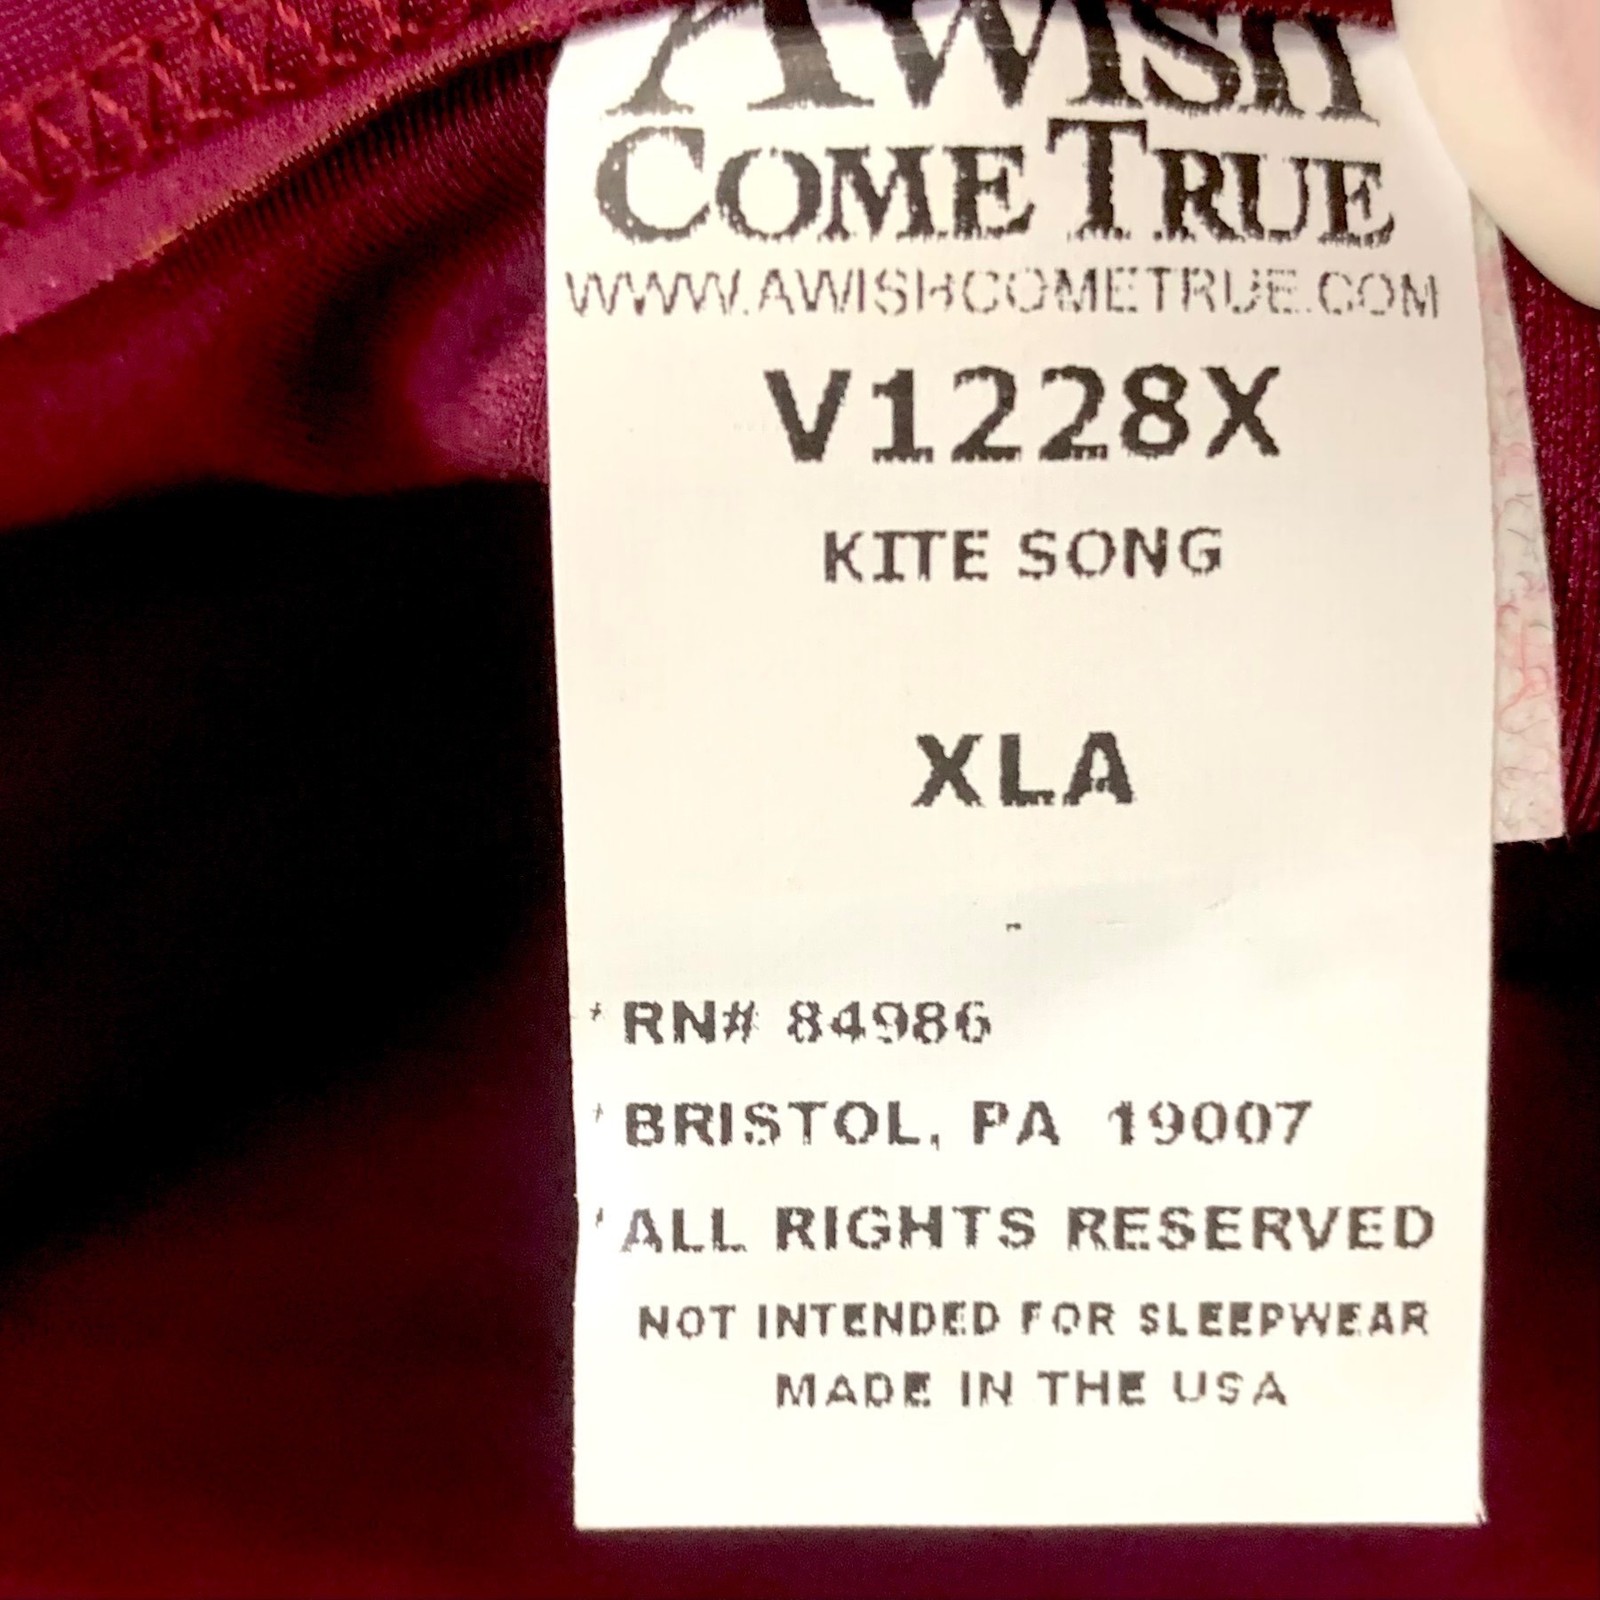 A WISH
COME TRUE
WWW.AWISHCOMETRUE.COM
V1228X
KITE SONG
XLA
-
* RN# 84986
* BRISTOL, PA 19007
* ALL RIGHTS RESERVED
NOT INTENDED FOR SLEEPWEAR
MADE IN THE USA